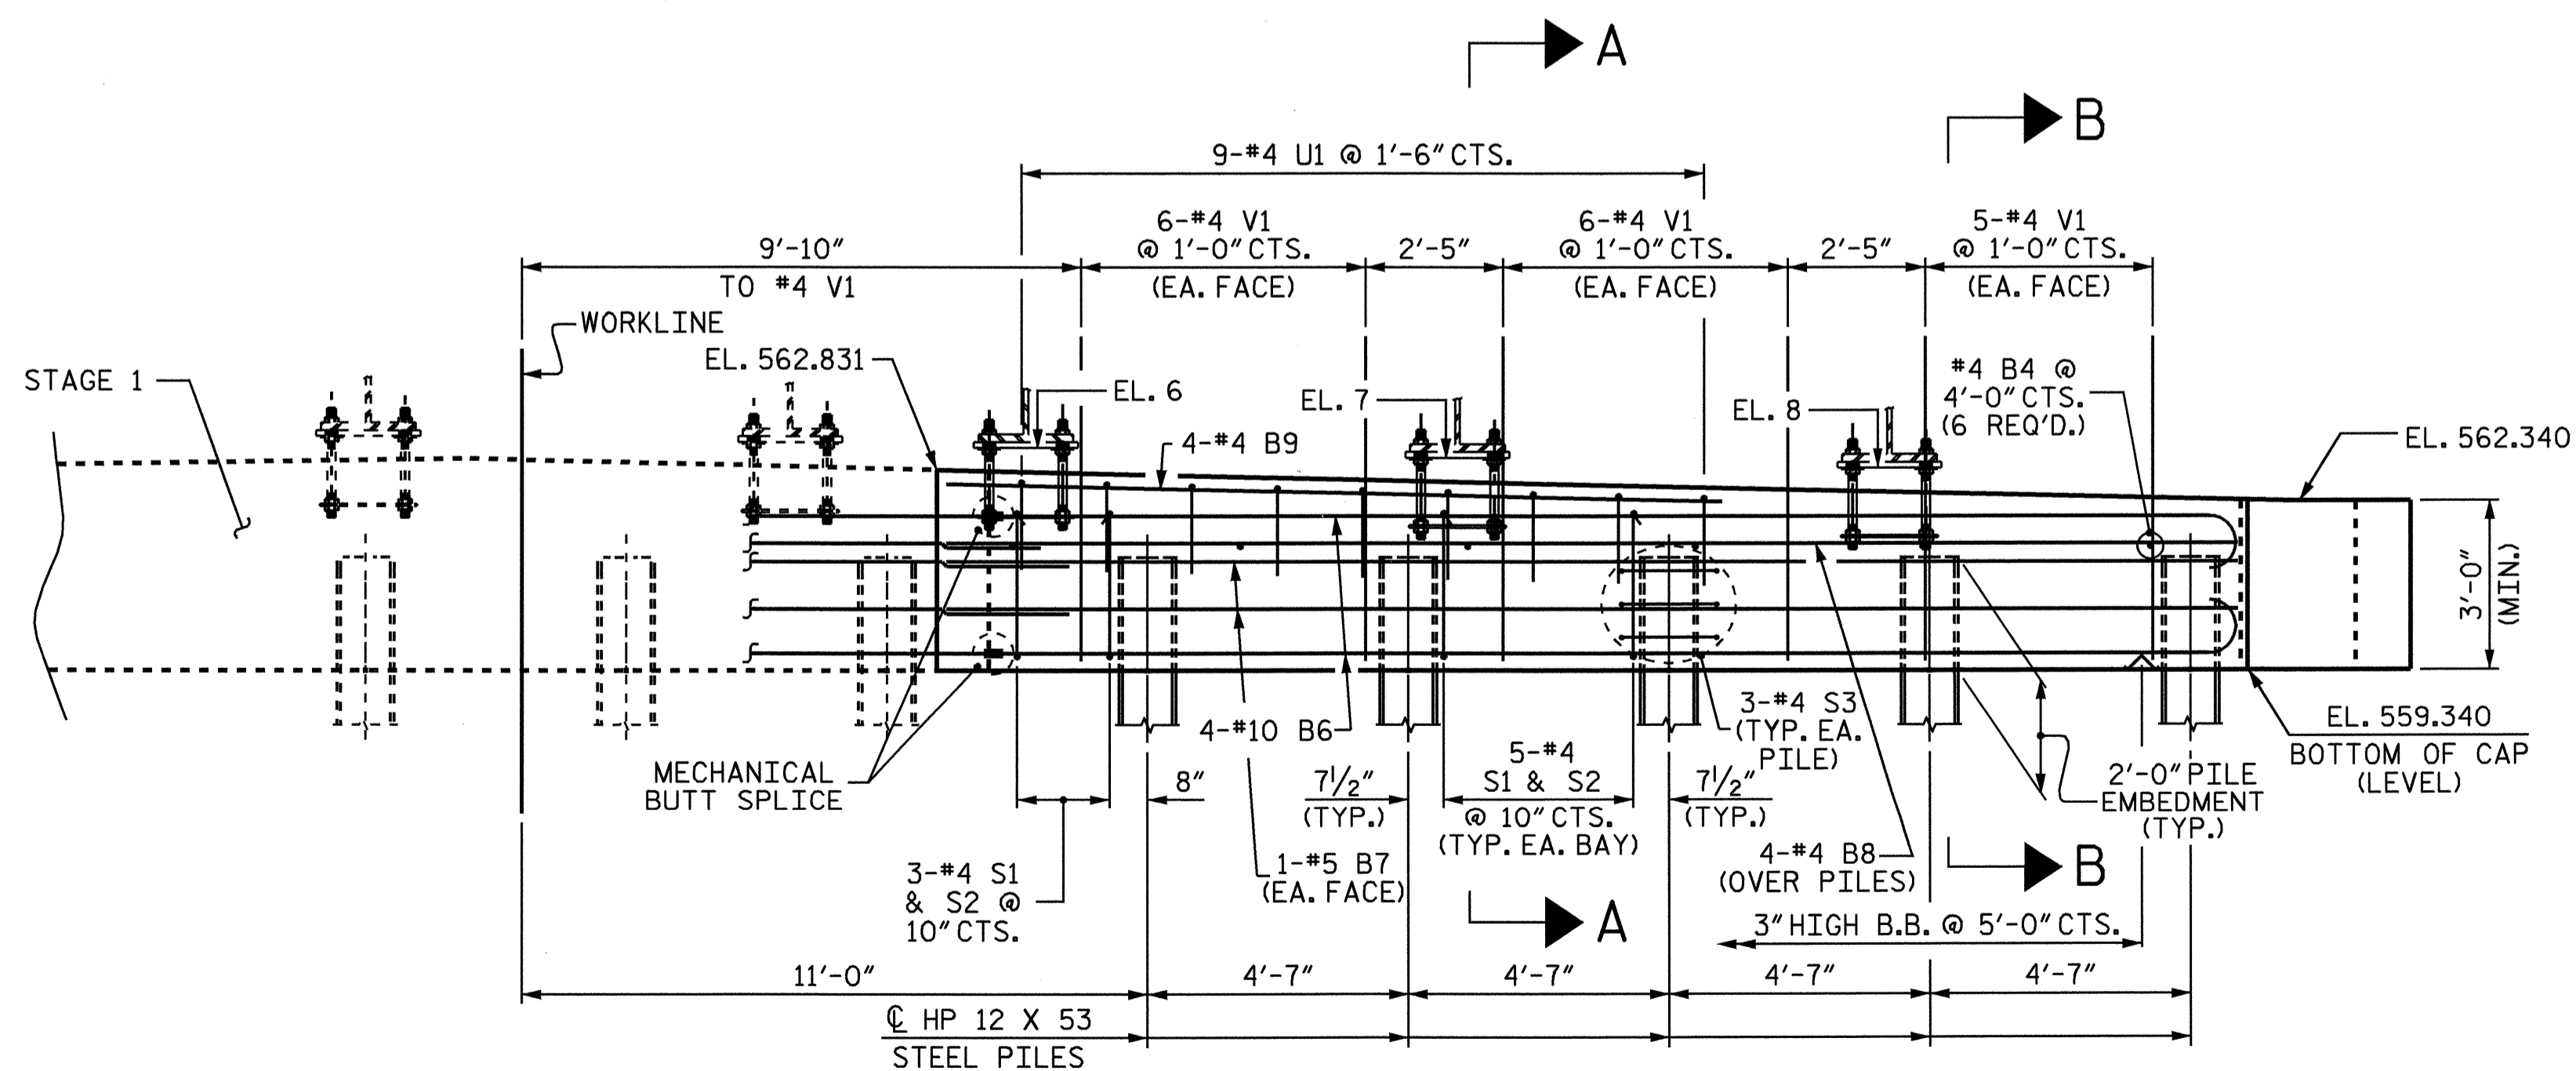 A
B
9-#4 U1 @ 1'-6" CTS.
6-#4 V1
@ 1'-0" CTS.
(EA. FACE)
6-#4 V1
@ 1'-0" CTS.
(EA. FACE)
5-#4 V1
@ 1'-0" CTS.
(EA. FACE)
9'-10"
TO #4 V1
2'-5"
2'-5"
WORKLINE
EL. 562.831
STAGE 1
EL. 6
EL. 7
EL. 8
#4 B4 @
4'-0" CTS.
(6 REQ'D.)
4-#4 B9
EL. 562.340
3'-0"
(MIN.)
MECHANICAL
BUTT SPLICE
4-#10 B6
3-#4 S3
(TYP. EA.
PILE)
EL. 559.340
BOTTOM OF CAP
(LEVEL)
8"
7 1/2"
(TYP.)
5-#4
S1 & S2
@ 10" CTS.
(TYP. EA. BAY)
7 1/2"
(TYP.)
2'-0" PILE
EMBEDMENT
(TYP.)
3-#4 S1
& S2 @
10" CTS.
1-#5 B7
(EA. FACE)
4-#4 B8
(OVER PILES)
B
A
3" HIGH B.B. @ 5'-0" CTS.
11'-0"
4'-7"
4'-7"
4'-7"
4'-7"
℄ HP 12 X 53
STEEL PILES